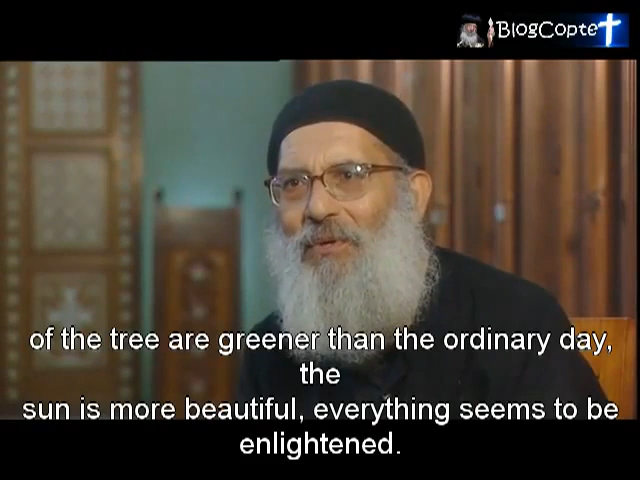 BlogCopte
of the tree are greener than the ordinary day,
the
sun is more beautiful, everything seems to be
enlightened.